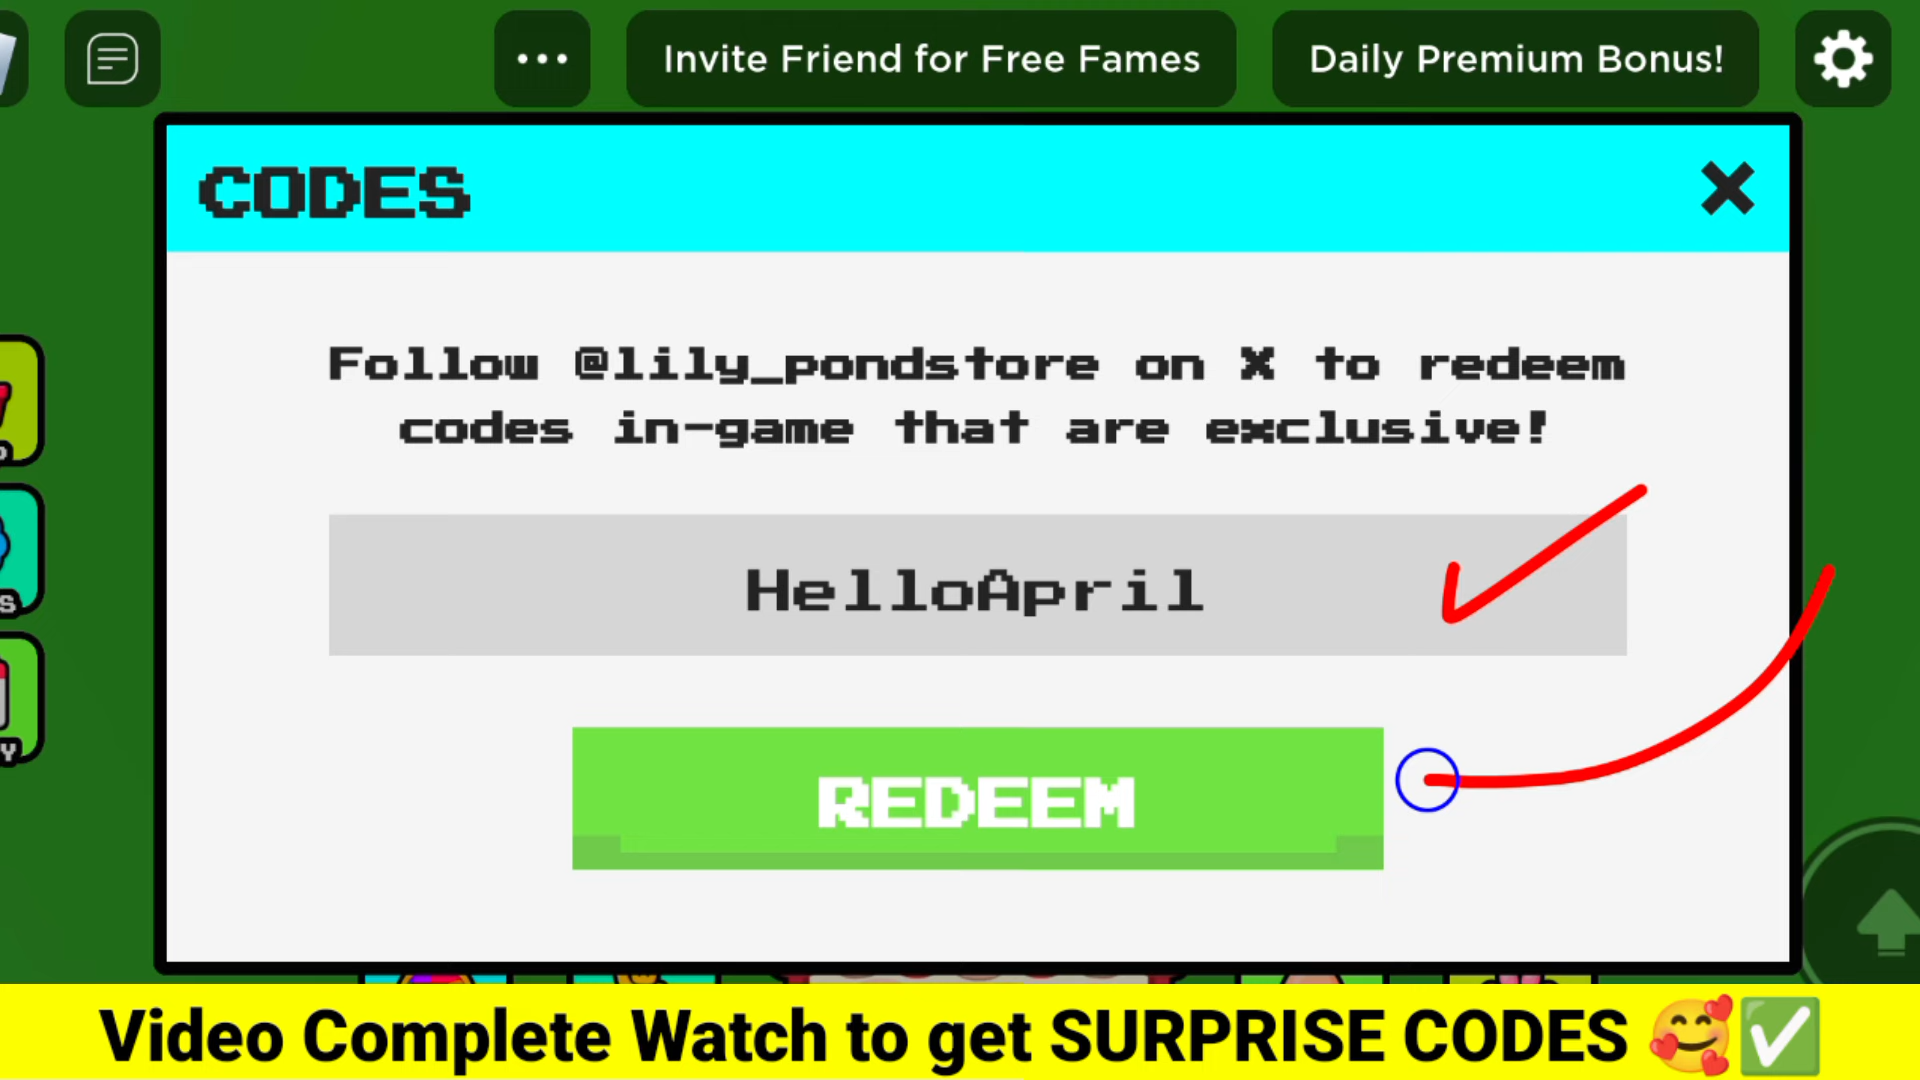 Invite Friend for Free Fames
Daily Premium Bonus!
CODES
Follow @lily_pondstore on X to redeem
codes in-game that are exclusive!
HelloApril
REDEEM
Video Complete Watch to get SURPRISE CODES 🥰✅